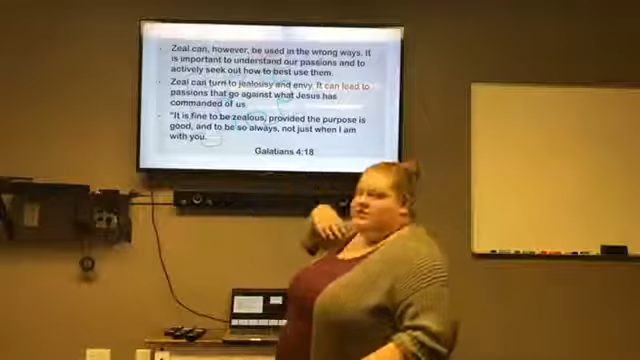 Zeal can, however, be used in the wrong ways. It
is important to understand our passions and to
actively seek out how to best use them.
Zeal can turn to jealousy and envy. It can lead to
passions that go against what Jesus has
commanded of us.
"It is fine to be zealous, provided the purpose is
good, and to be so always, not just when I am
with you.
Galatians 4:18